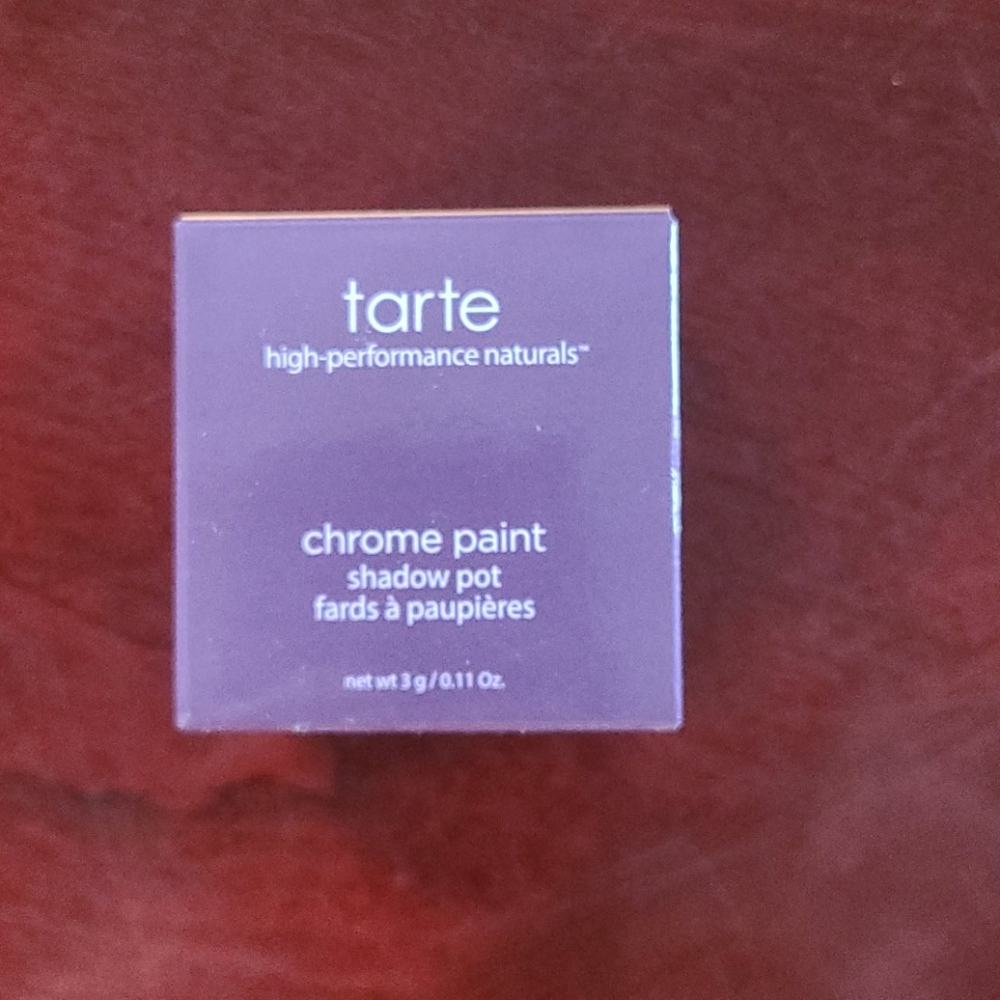 tarte
high-performance naturals™
chrome paint
shadow pot
fards à paupières
net wt 3 g / 0.11 Oz.